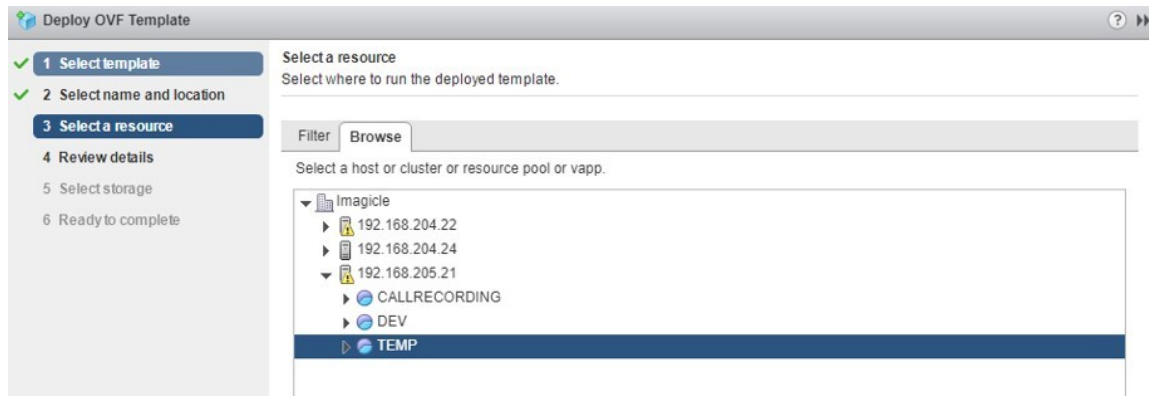 Deploy OVF Template
?
1 Select template
2 Select name and location
3 Select a resource
4 Review details
5 Select storage
6 Ready to complete
Select a resource
Select where to run the deployed template.
Filter Browse
Select a host or cluster or resource pool or vapp.
Imagicle
192.168.204.22
192.168.204.24
192.168.205.21
CALLRECORDING
DEV
TEMP